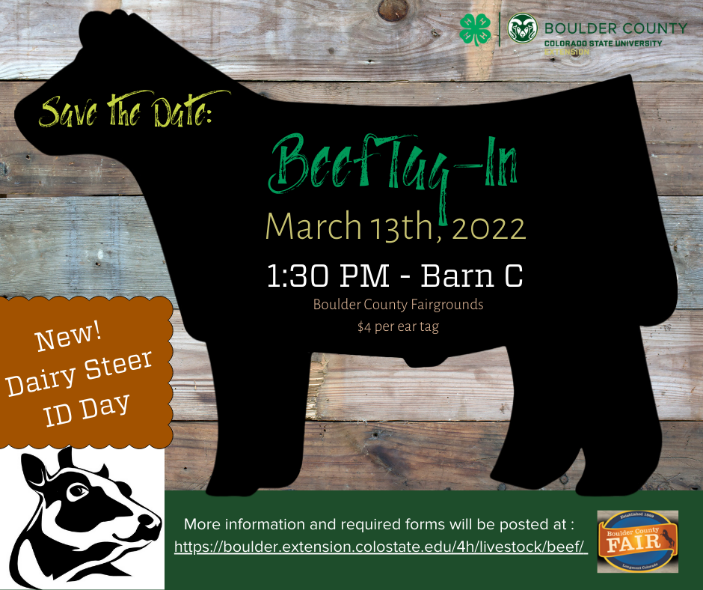 BOULDER COUNTY
COLORADO STATE UNIVERSITY
EXTENSION
Save the Date:
Beef Tag-In
March 13th, 2022
1:30 PM - Barn C
Boulder County Fairgrounds
$4 per ear tag
New!
Dairy Steer
ID Day
More information and required forms will be posted at :
https://boulder.extension.colostate.edu/4h/livestock/beef/
Boulder County
FAIR